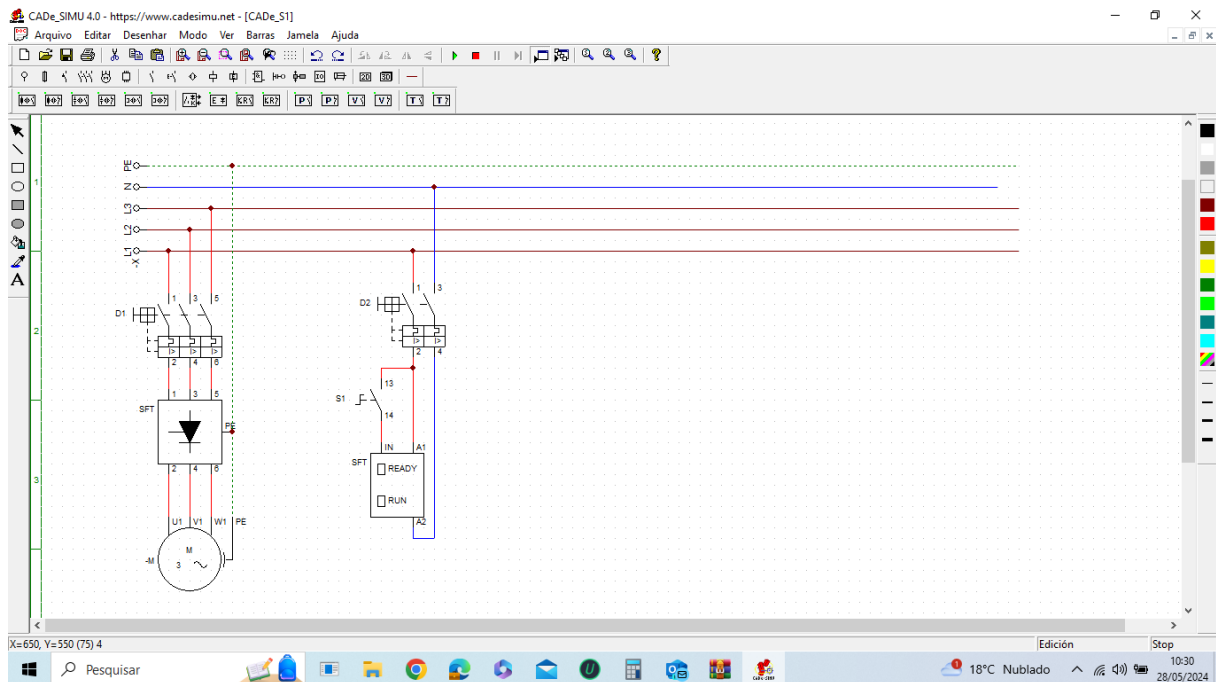 CADe_SIMU 4.0 - https://www.cadesimu.net - [CADe_S1]
Arquivo Editar Desenhar Modo Ver Barras Jamela Ajuda
PE
N
L3
L2
L1
-X
1
2
3
D1
1 3 5
I> I> I>
2 4 6
SFT
1 3 5
PE
2 4 6
U1 V1 W1 PE
-M
M
3
D2
1 3
I> I>
2 4
S1
13
14
IN A1
SFT
READY
RUN
A2
X=650, Y=550 (75) 4
Edición
Stop
Pesquisar
18°C Nublado
10:30
28/05/2024